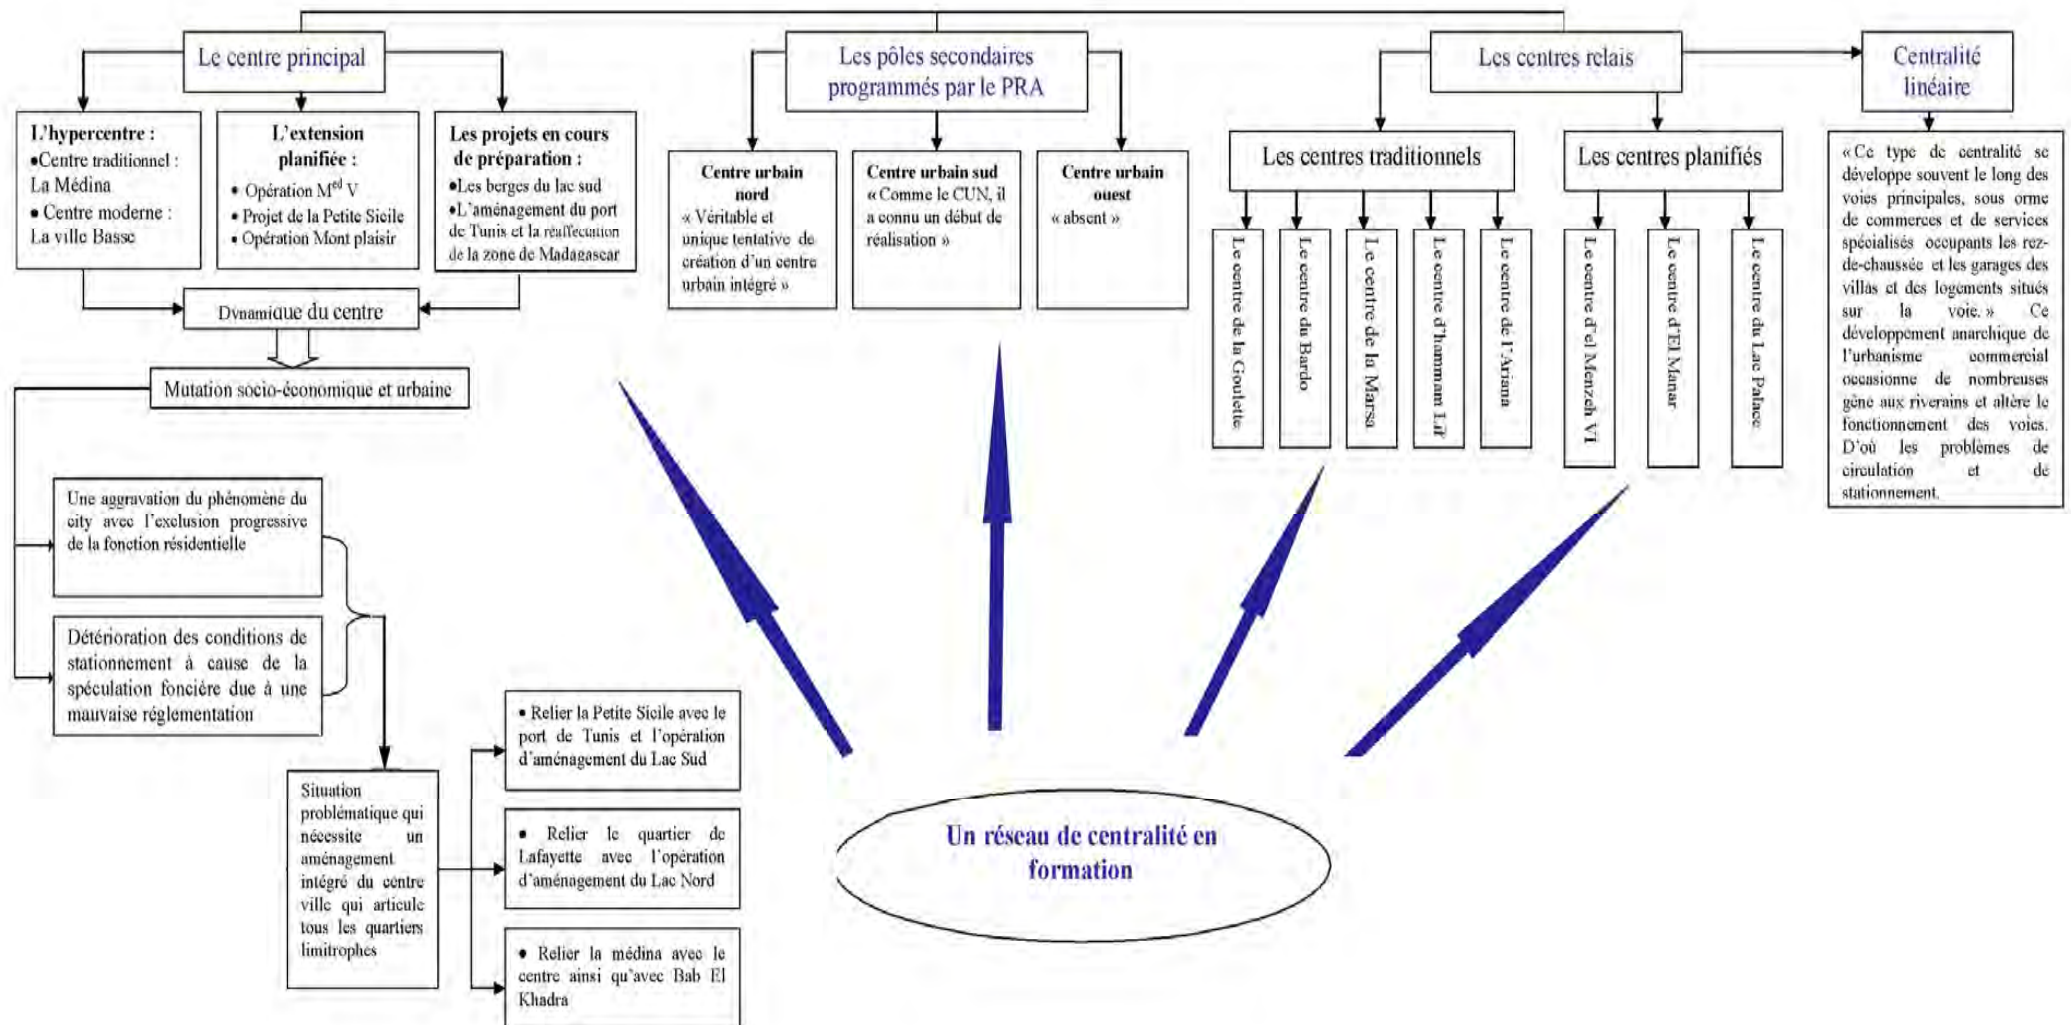 Le centre principal
Les pôles secondaires
programmés par le PRA
Les centres relais
Centralité
linéaire
L'hypercentre :
●Centre traditionnel :
La Médina
● Centre moderne :
La ville Basse
L'extension
planifiée :
• Opération Med V
• Projet de la Petite Sicile
• Opération Mont plaisir
Les projets en cours
de préparation :
●Les berges du lac sud
●L'aménagement du port
de Tunis et la réaffectation
de la zone de Madagascar
Dynamique du centre
Mutation socio-économique et urbaine
Centre urbain
nord
« Véritable et
unique tentative de
création d'un centre
urbain intégré »
Centre urbain sud
« Comme le CUN, il
a connu un début de
réalisation »
Centre urbain
ouest
« absent »
Les centres traditionnels
Le centre de la Goulette
Le centre du Bardo
Le centre de la Marsa
Le centre d'hammam Lif
Le centre de l'Ariana
Les centres planifiés
Le centre d'el Menzeh VI
Le centre d'El Manar
Le centre du Lac Palace
«Ce type de centralité se
développe souvent le long des
voies principales, sous orme
de commerces et de services
spécialisés occupants les rez-
de-chaussée et les garages des
villas et des logements situés
sur la voie. » Ce
développement anarchique de
l'urbanisme commercial
occasionne de nombreuses
gêne aux riverains et altère le
fonctionnement des voies.
D'où les problèmes de
circulation et de
stationnement.
Une aggravation du phénomène du
city avec l'exclusion progressive
de la fonction résidentielle
Détérioration des conditions de
stationnement à cause de la
spéculation foncière due à une
mauvaise réglementation
Situation
problématique qui
nécessite un
aménagement
intégré du centre
ville qui articule
tous les quartiers
limitrophes
• Relier la Petite Sicile avec le
port de Tunis et l'opération
d'aménagement du Lac Sud
• Relier le quartier de
Lafayette avec l'opération
d'aménagement du Lac Nord
• Relier la médina avec le
centre ainsi qu'avec Bab El
Khadra
Un réseau de centralité en
formation